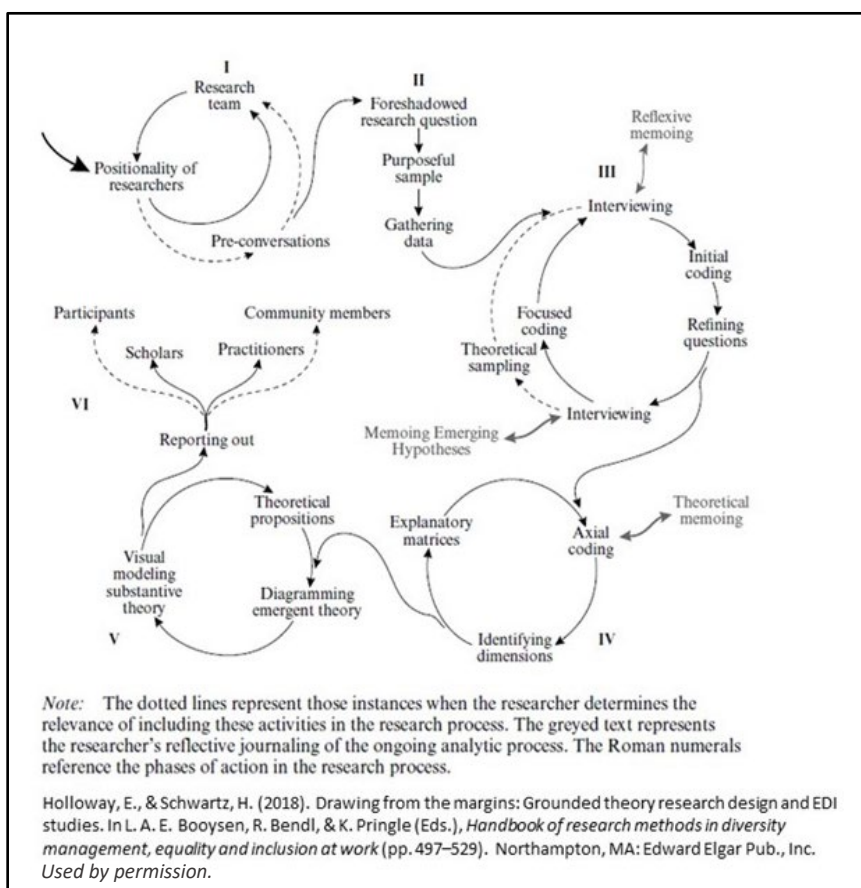 I
Research
team
Positionality of
researchers
Pre-conversations
II
Foreshadowed
research question
Purposeful
sample
Gathering
data
III
Reflexive
memoing
Interviewing
Initial
coding
Refining
questions
Focused
coding
Theoretical
sampling
Interviewing
Memoing Emerging
Hypotheses
Participants
Community members
Scholars
Practitioners
VI
Reporting out
Theoretical
propositions
Visual
modeling
substantive
theory
Diagramming
emergent theory
V
Explanatory
matrices
Axial
coding
Theoretical
memoing
Identifying
dimensions
IV
Note: The dotted lines represent those instances when the researcher determines the
relevance of including these activities in the research process. The greyed text represents
the researcher's reflective journaling of the ongoing analytic process. The Roman numerals
reference the phases of action in the research process.
Holloway, E., & Schwartz, H. (2018). Drawing from the margins: Grounded theory research design and EDI
studies. In L. A. E. Booysen, R. Bendl, & K. Pringle (Eds.), Handbook of research methods in diversity
management, equality and inclusion at work (pp. 497–529). Northampton, MA: Edward Elgar Pub., Inc.
Used by permission.